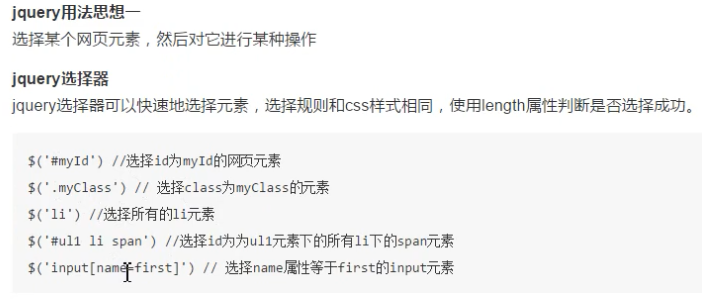 jquery用法思想一
选择某个网页元素，然后对它进行某种操作
jquery选择器
jquery选择器可以快速地选择元素，选择规则和css样式相同，使用length属性判断是否选择成功。
$('#myId') //选择id为myId的网页元素
$('.myClass') // 选择class为myClass的元素
$('li') //选择所有的li元素
$('#ul1 li span') //选择id为为ul1元素下的所有li下的span元素
$('input[name=first]') // 选择name属性等于first的input元素